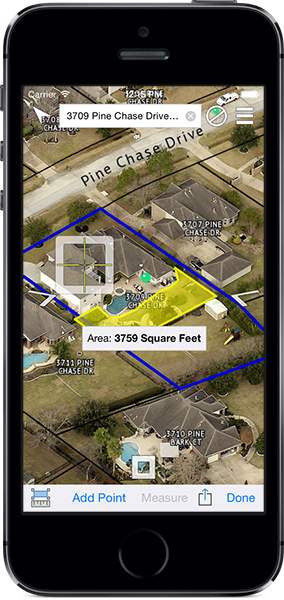 Carrier 12:15 PM
3709 Pine Chase Drive...
CHASE DR
3708 PINE
CHASE DR
Pine Chase Drive
3707 PINE
CHASE DR
3709 PINE
CHASE DR
Area: 3759 Square Feet
3711 PINE
CHASE DR
3710 PINE
BARK CT
Add Point Measure Done